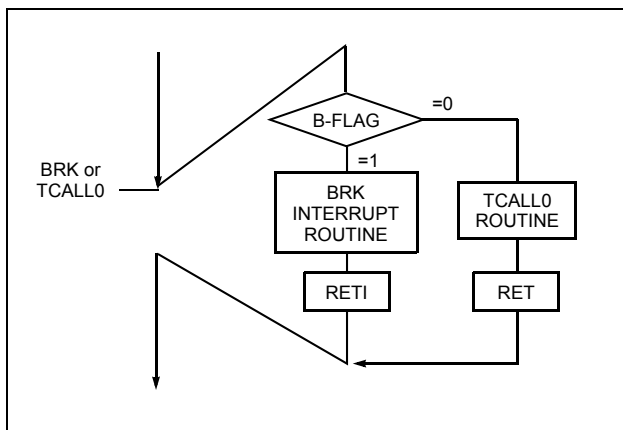 B-FLAG
=0
=1
BRK or
TCALL0
BRK
INTERRUPT
ROUTINE
TCALL0
ROUTINE
RETI
RET